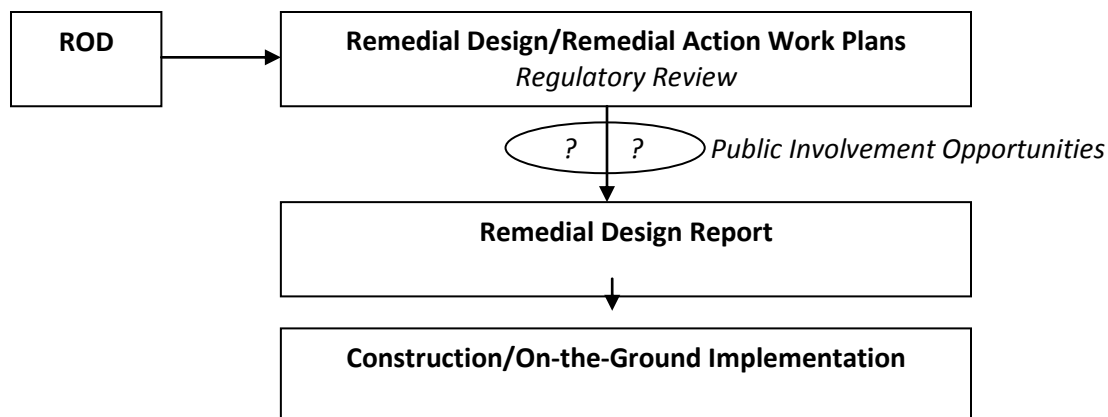 ROD
Remedial Design/Remedial Action Work Plans
Regulatory Review
? ? Public Involvement Opportunities
Remedial Design Report
Construction/On-the-Ground Implementation